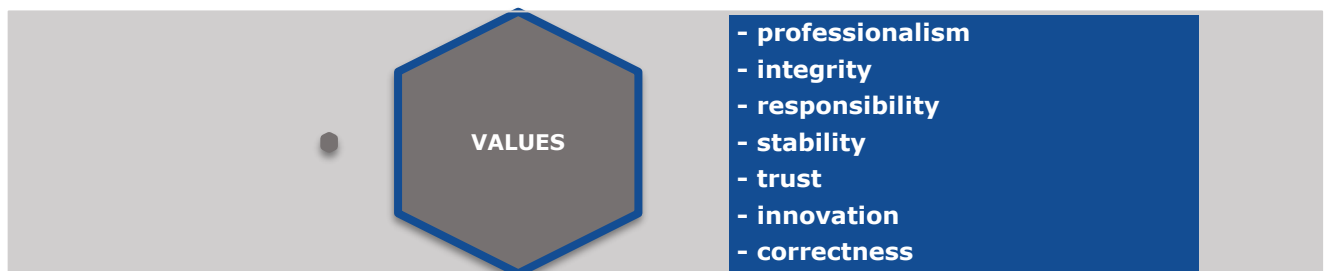 VALUES
- professionalism
- integrity
- responsibility
- stability
- trust
- innovation
- correctness